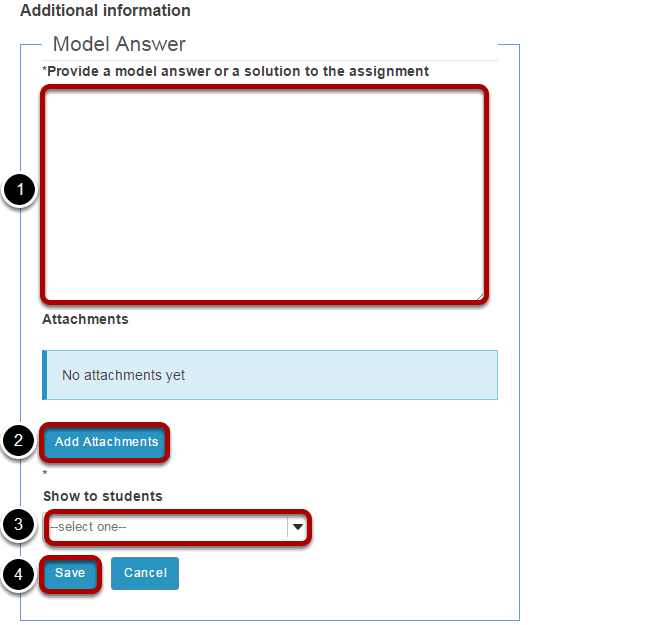 Additional information
Model Answer
*Provide a model answer or a solution to the assignment
1
Attachments
No attachments yet
2 Add Attachments
*
Show to students
3 --select one--
4 Save Cancel